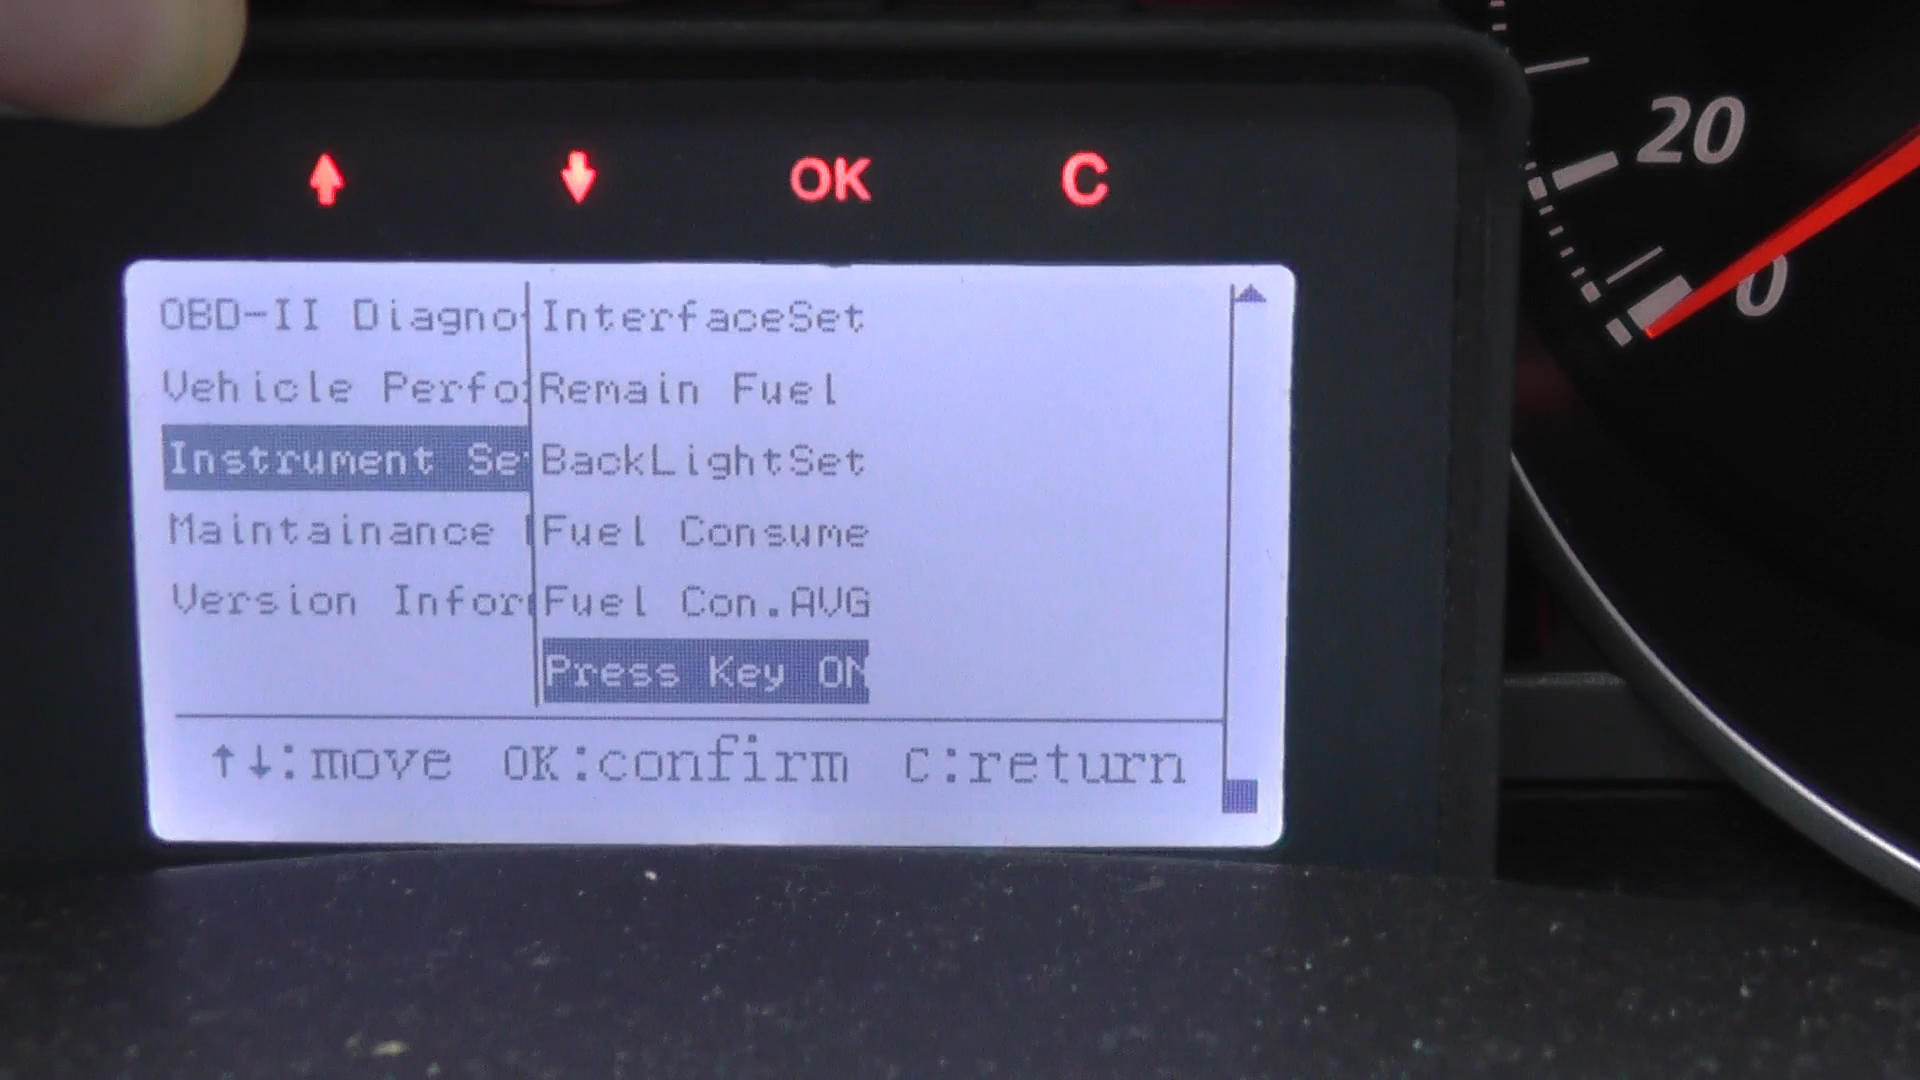 ↑ ↓ OK C
OBD-II Diagno
Vehicle Perfo
Instrument Se
Maintainance
Version Infor
InterfaceSet
Remain Fuel
BackLightSet
Fuel Consume
Fuel Con.AVG
Press Key ON
↑↓:move OK:confirm C:return
20
0